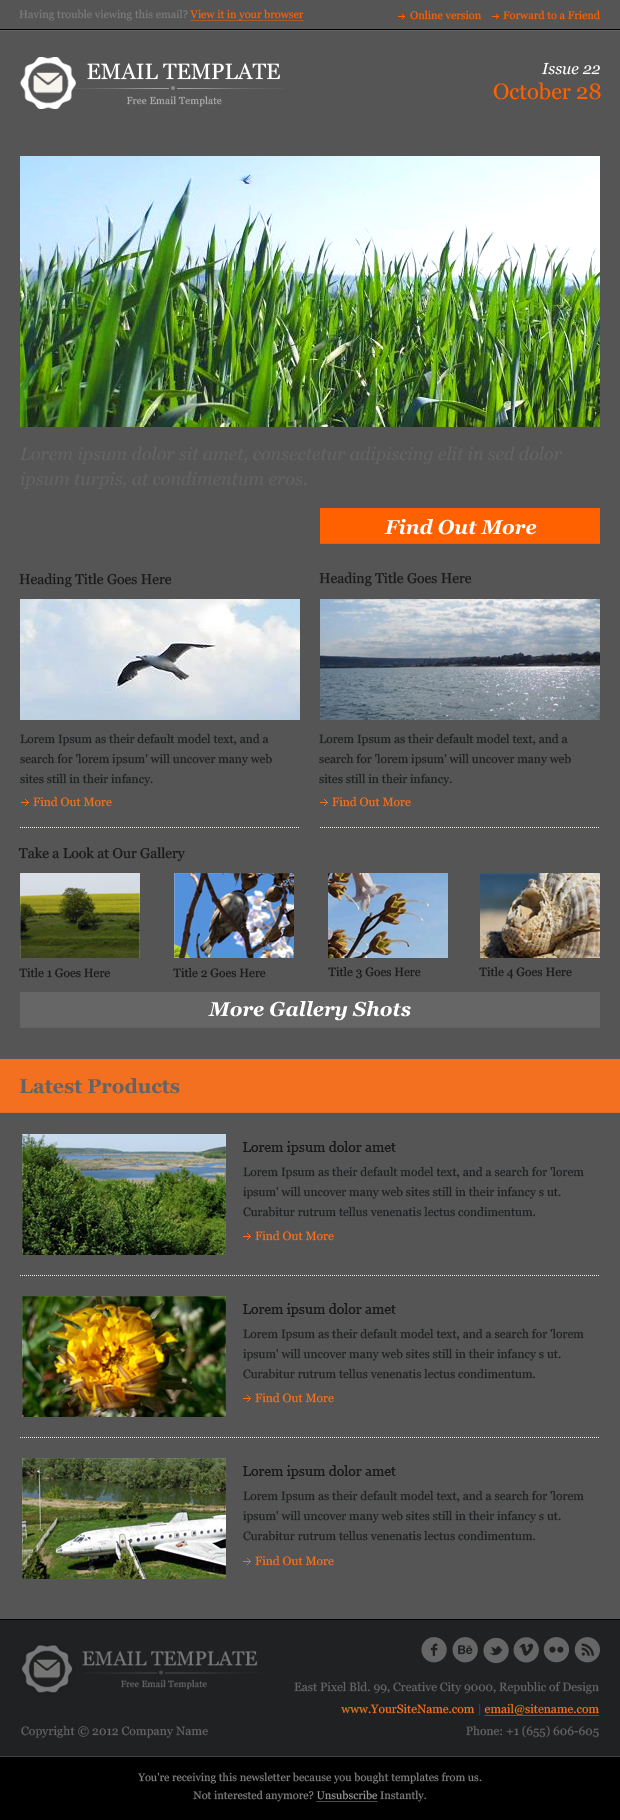 Having trouble viewing this email? View it in your browser
Online version
Forward to a Friend
EMAIL TEMPLATE
Free Email Template
Issue 22
October 28
Lorem ipsum dolor sit amet, consectetur adipiscing elit in sed dolor
ipsum turpis, at condimentum eros.
Find Out More
Heading Title Goes Here
Lorem Ipsum as their default model text, and a
search for 'lorem ipsum' will uncover many web
sites still in their infancy.
Find Out More
Heading Title Goes Here
Lorem Ipsum as their default model text, and a
search for 'lorem ipsum' will uncover many web
sites still in their infancy.
Find Out More
Take a Look at Our Gallery
Title 1 Goes Here
Title 2 Goes Here
Title 3 Goes Here
Title 4 Goes Here
More Gallery Shots
Latest Products
Lorem ipsum dolor amet
Lorem Ipsum as their default model text, and a search for 'lorem
ipsum' will uncover many web sites still in their infancy s ut.
Curabitur rutrum tellus venenatis lectus condimentum.
Find Out More
Lorem ipsum dolor amet
Lorem Ipsum as their default model text, and a search for 'lorem
ipsum' will uncover many web sites still in their infancy s ut.
Curabitur rutrum tellus venenatis lectus condimentum.
Find Out More
Lorem ipsum dolor amet
Lorem Ipsum as their default model text, and a search for 'lorem
ipsum' will uncover many web sites still in their infancy s ut.
Curabitur rutrum tellus venenatis lectus condimentum.
Find Out More
EMAIL TEMPLATE
Free Email Template
Copyright © 2012 Company Name
f Bē
East Pixel Bld. 99, Creative City 9000, Republic of Design
www.YourSiteName.com | email@sitename.com
Phone: +1 (655) 606-605
You're receiving this newsletter because you bought templates from us.
Not interested anymore? Unsubscribe Instantly.